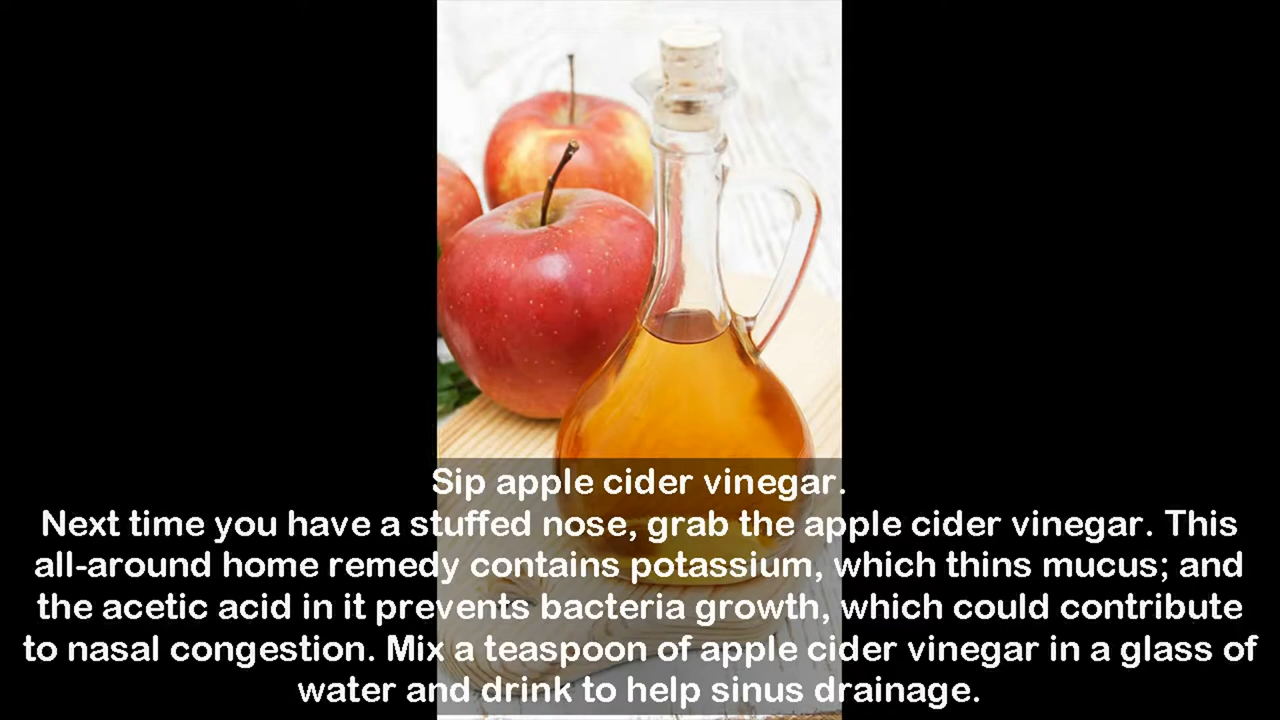 Sip apple cider vinegar.
Next time you have a stuffed nose, grab the apple cider vinegar. This
all-around home remedy contains potassium, which thins mucus; and
the acetic acid in it prevents bacteria growth, which could contribute
to nasal congestion. Mix a teaspoon of apple cider vinegar in a glass of
water and drink to help sinus drainage.